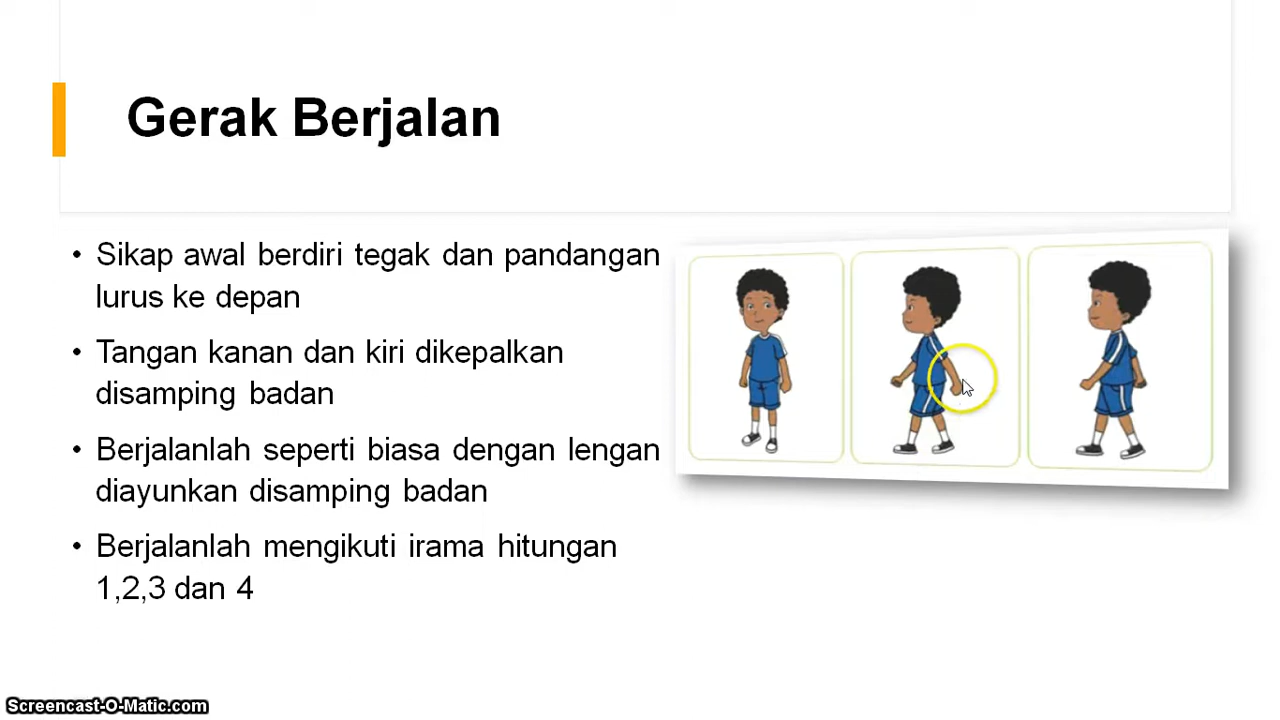 Gerak Berjalan
• Sikap awal berdiri tegak dan pandangan
lurus ke depan
• Tangan kanan dan kiri dikepalkan
disamping badan
• Berjalanlah seperti biasa dengan lengan
diayunkan disamping badan
• Berjalanlah mengikuti irama hitungan
1,2,3 dan 4
Screencast-O-Matic.com